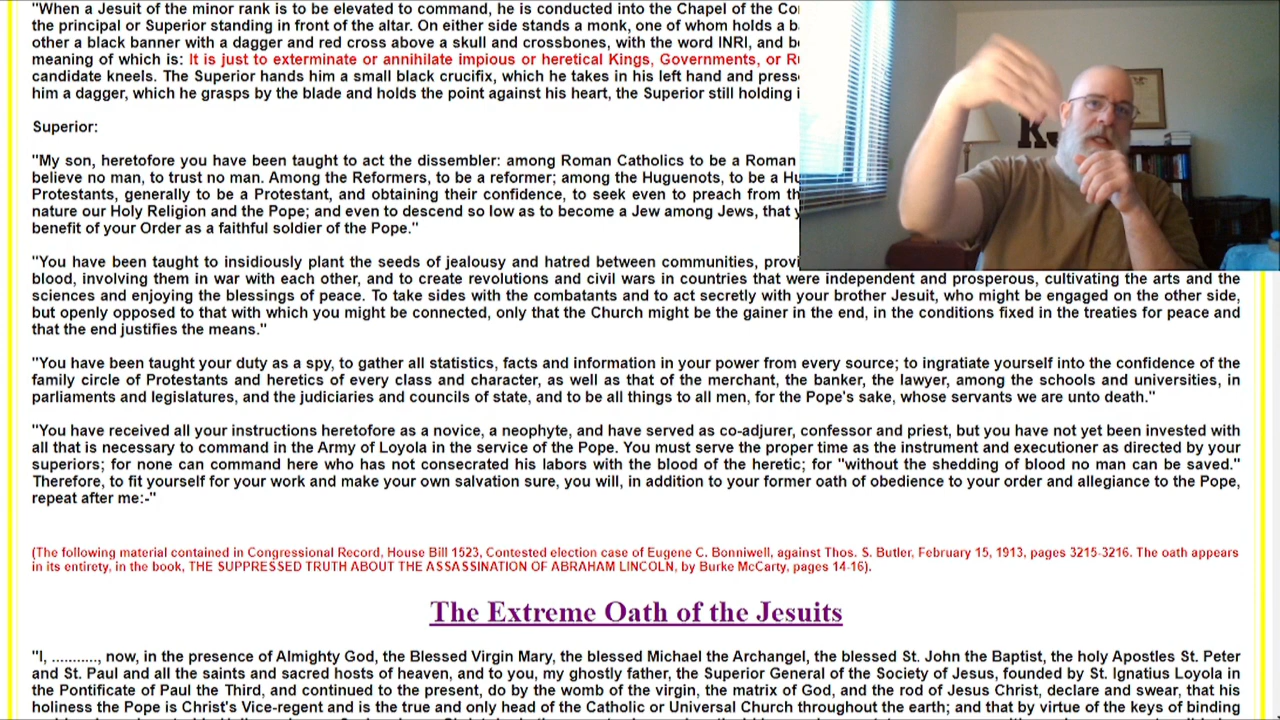 "When a Jesuit of the minor rank is to be elevated to command, he is conducted into the Chapel of the
the principal or Superior standing in front of the altar. On either side stands a monk, one of whom holds a
other a black banner with a dagger and red cross above a skull and crossbones, with the word INRI, and
meaning of which is: It is just to exterminate or annihilate impious or heretical Kings, Governments, or
candidate kneels. The Superior hands him a small black crucifix, which he takes in his left hand and
him a dagger, which he grasps by the blade and holds the point against his heart, the Superior still holding
Superior:
"My son, heretofore you have been taught to act the dissembler: among Roman Catholics to be a Roman
believe no man, to trust no man. Among the Reformers, to be a reformer; among the Huguenots, to be a
Protestants, generally to be a Protestant, and obtaining their confidence, to seek even to preach from
nature our Holy Religion and the Pope; and even to descend so low as to become a Jew among Jews, that
benefit of your Order as a faithful soldier of the Pope."
"You have been taught to insidiously plant the seeds of jealousy and hatred between communities,
blood, involving them in war with each other, and to create revolutions and civil wars in countries that were independent and prosperous, cultivating the arts and the
sciences and enjoying the blessings of peace. To take sides with the combatants and to act secretly with your brother Jesuit, who might be engaged on the other side,
but openly opposed to that with which you might be connected, only that the Church might be the gainer in the end, in the conditions fixed in the treaties for peace and
that the end justifies the means."
"You have been taught your duty as a spy, to gather all statistics, facts and information in your power from every source; to ingratiate yourself into the confidence of the
family circle of Protestants and heretics of every class and character, as well as that of the merchant, the banker, the lawyer, among the schools and universities, in
parliaments and legislatures, and the judiciaries and councils of state, and to be all things to all men, for the Pope's sake, whose servants we are unto death."
"You have received all your instructions heretofore as a novice, a neophyte, and have served as co-adjurer, confessor and priest, but you have not yet been invested with
all that is necessary to command in the Army of Loyola in the service of the Pope. You must serve the proper time as the instrument and executioner as directed by your
superiors; for none can command here who has not consecrated his labors with the blood of the heretic; for "without the shedding of blood no man can be saved."
Therefore, to fit yourself for your work and make your own salvation sure, you will, in addition to your former oath of obedience to your order and allegiance to the Pope,
repeat after me:-"
(The following material contained in Congressional Record, House Bill 1523, Contested election case of Eugene C. Bonniwell, against Thos. S. Butler, February 15, 1913, pages 3215-3216. The oath appears
in its entirety, in the book, THE SUPPRESSED TRUTH ABOUT THE ASSASSINATION OF ABRAHAM LINCOLN, by Burke McCarty, pages 14-16).
The Extreme Oath of the Jesuits
"I, ..........., now, in the presence of Almighty God, the Blessed Virgin Mary, the blessed Michael the Archangel, the blessed St. John the Baptist, the holy Apostles St. Peter
and St. Paul and all the saints and sacred hosts of heaven, and to you, my ghostly father, the Superior General of the Society of Jesus, founded by St. Ignatius Loyola in
the Pontificate of Paul the Third, and continued to the present, do by the womb of the virgin, the matrix of God, and the rod of Jesus Christ, declare and swear, that his
holiness the Pope is Christ's Vice-regent and is the true and only head of the Catholic or Universal Church throughout the earth; and that by virtue of the keys of binding